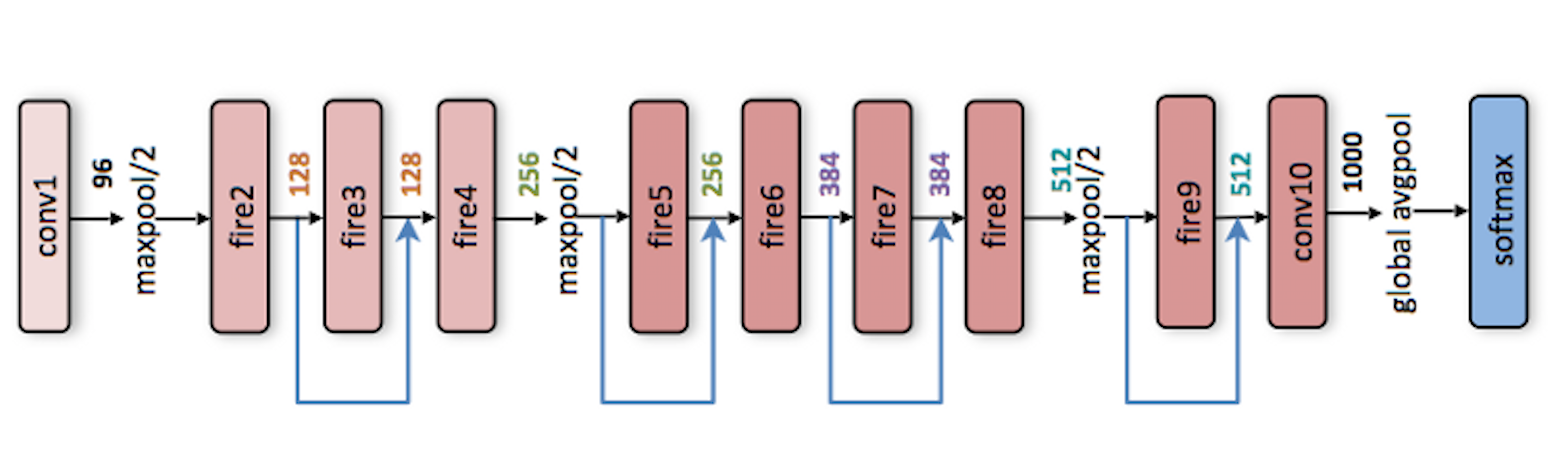 conv1
96
maxpool/2
fire2
128
fire3
128
fire4
256
maxpool/2
fire5
256
fire6
384
fire7
384
fire8
512
maxpool/2
fire9
512
conv10
1000
global avgpool
softmax